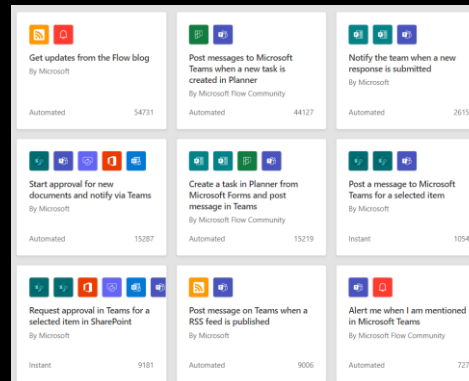 Get updates from the Flow blog
By Microsoft
Automated 54731
Post messages to Microsoft
Teams when a new task is
created in Planner
By Microsoft Flow Community
Automated 44127
Notify the team when a new
response is submitted
By Microsoft
Automated 2615
Start approval for new
documents and notify via Teams
By Microsoft
Automated 15287
Create a task in Planner from
Microsoft Forms and post
message in Teams
By Microsoft Flow Community
Automated 15219
Post a message to Microsoft
Teams for a selected item
By Microsoft
Instant 1054
Request approval in Teams for a
selected item in SharePoint
By Microsoft
Instant 9181
Post message on Teams when a
RSS feed is published
By Microsoft
Automated 9006
Alert me when I am mentioned
in Microsoft Teams
By Microsoft Flow Community
Automated 727